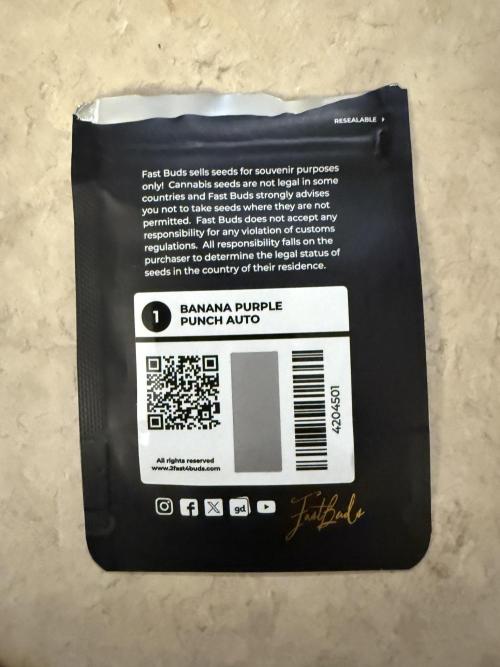 RESEALABLE
Fast Buds sells seeds for souvenir purposes
only! Cannabis seeds are not legal in some
countries and Fast Buds strongly advises
you not to take seeds where they are not
permitted. Fast Buds does not accept any
responsibility for any violation of customs
regulations. All responsibility falls on the
purchaser to determine the legal status of
seeds in the country of their residence.
1
BANANA PURPLE
PUNCH AUTO
4204501
All rights reserved
www.2fast4buds.com
gd
FastBuds